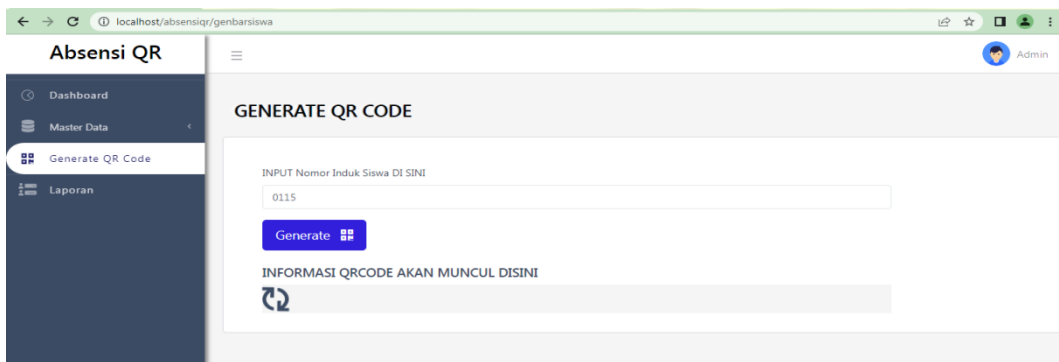 localhost/absensiqr/genbarsiswa
Absensi QR
Admin
Dashboard
Master Data
Generate QR Code
Laporan
GENERATE QR CODE
INPUT Nomor Induk Siswa DI SINI
0115
Generate
INFORMASI QRCODE AKAN MUNCUL DISINI